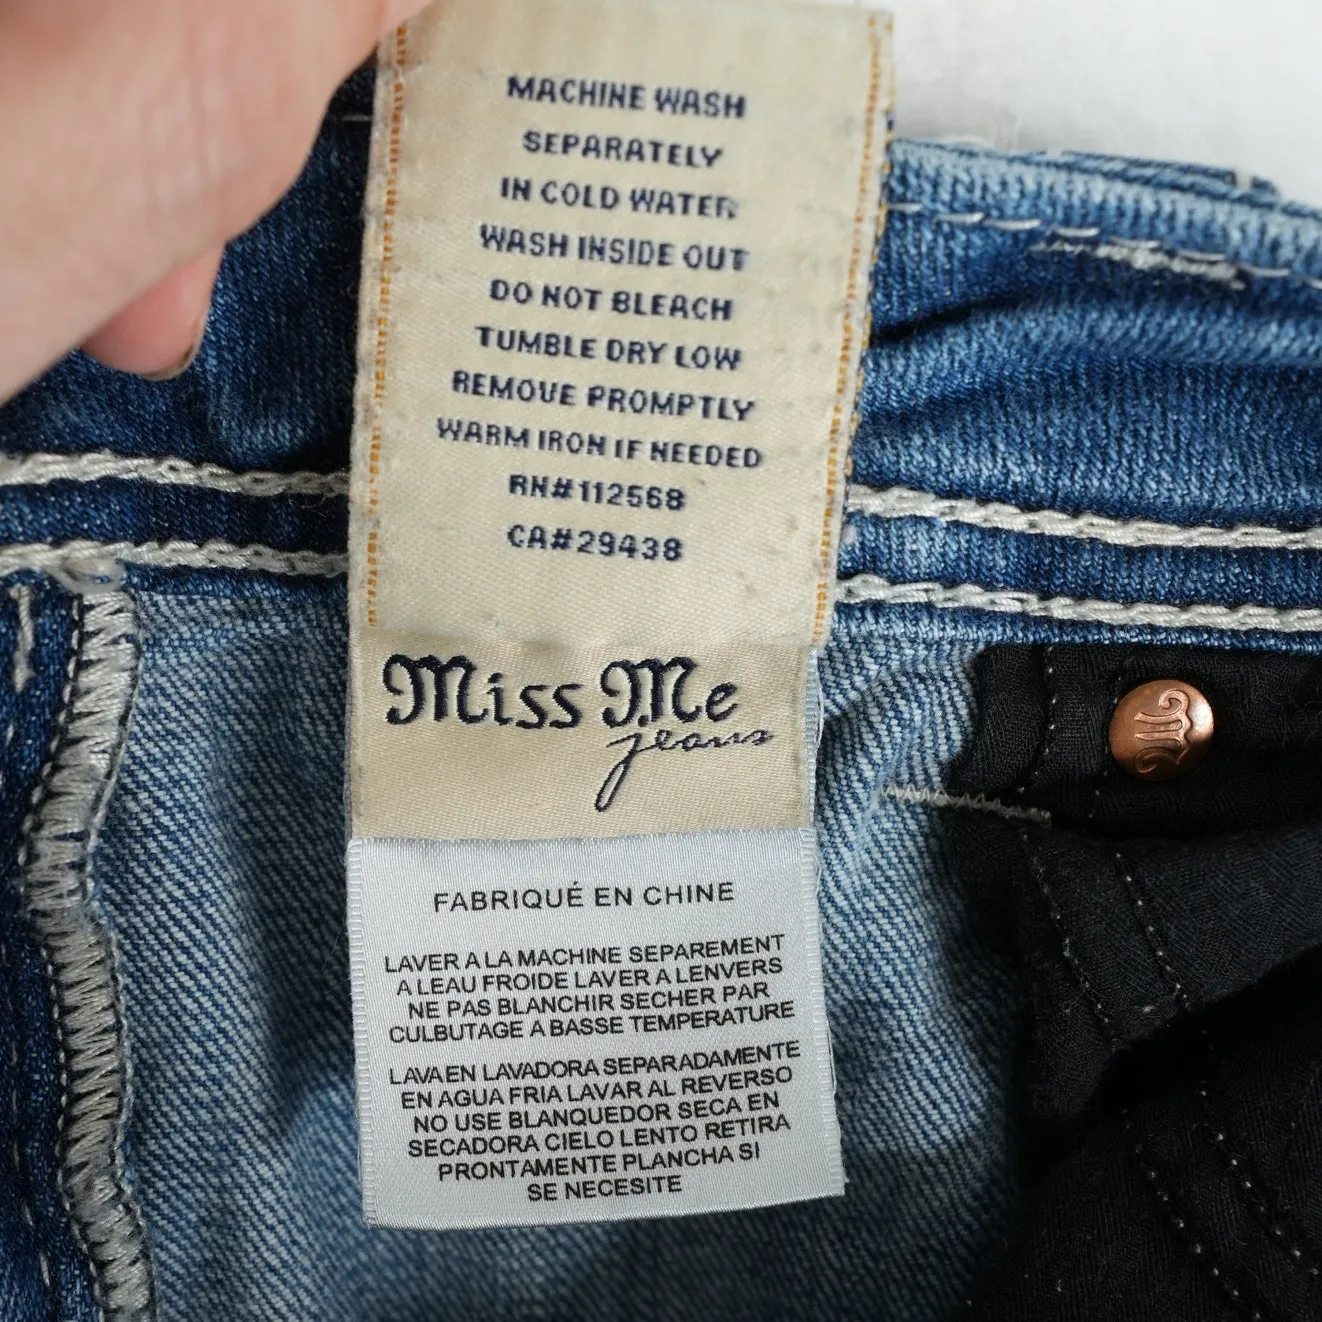 MACHINE WASH
SEPARATELY
IN COLD WATER
WASH INSIDE OUT
DO NOT BLEACH
TUMBLE DRY LOW
REMOVE PROMPTLY
WARM IRON IF NEEDED
RN#112568
CA#29438
Miss Me
jeans
M
FABRIQUÉ EN CHINE
LAVER A LA MACHINE SEPAREMENT
A LEAU FROIDE LAVER A LENVERS
NE PAS BLANCHIR SECHER PAR
CULBUTAGE A BASSE TEMPERATURE
LAVA EN LAVADORA SEPARADAMENTE
EN AGUA FRIA LAVAR AL REVERSO
NO USE BLANQUEDOR SECA EN
SECADORA CIELO LENTO RETIRA
PRONTAMENTE PLANCHA SI
SE NECESITE